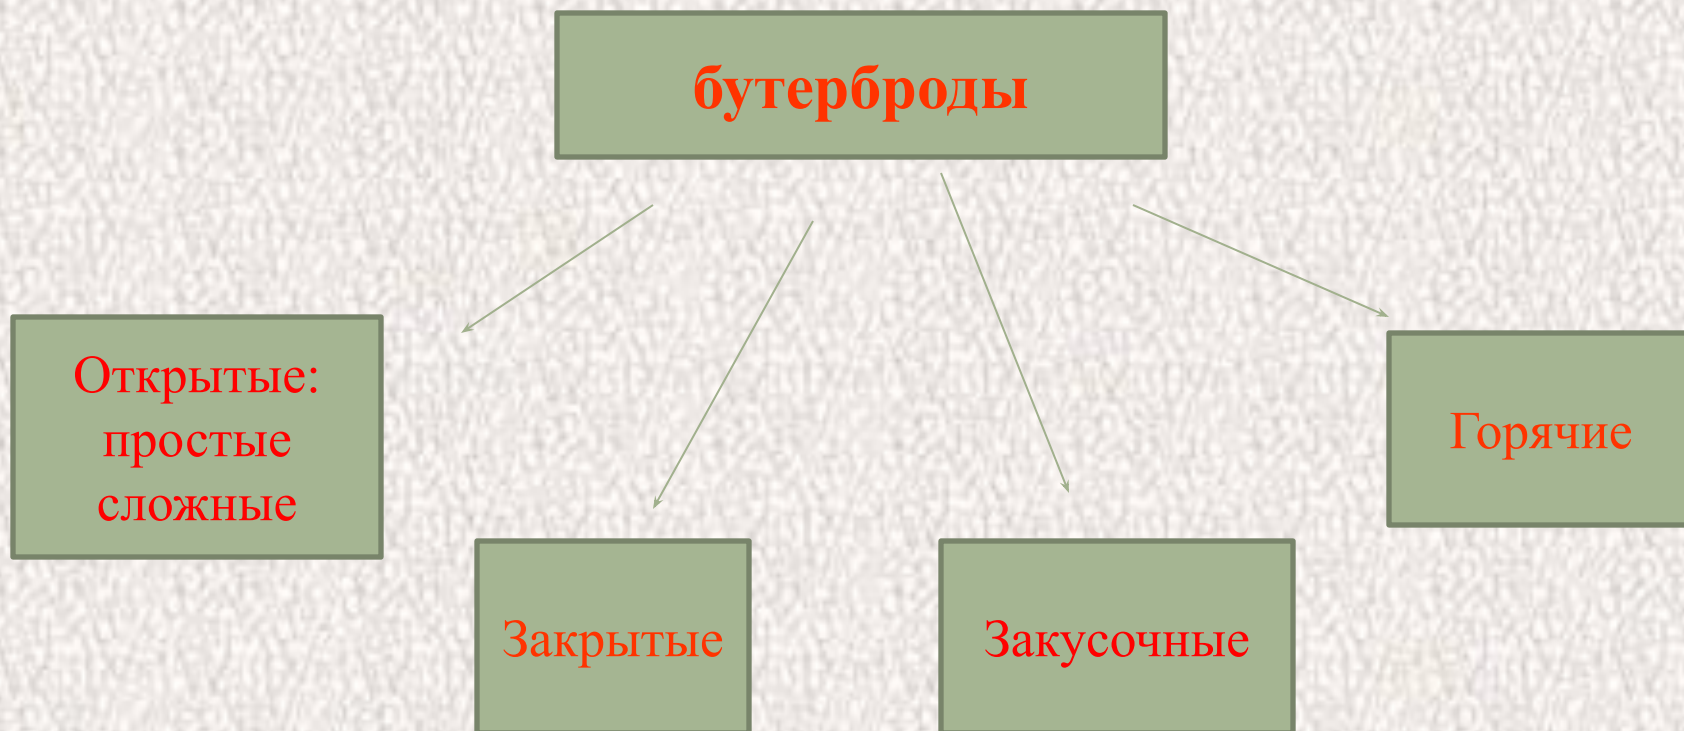 бутерброды
Открытые:
простые
сложные
Закрытые
Закусочные
Горячие